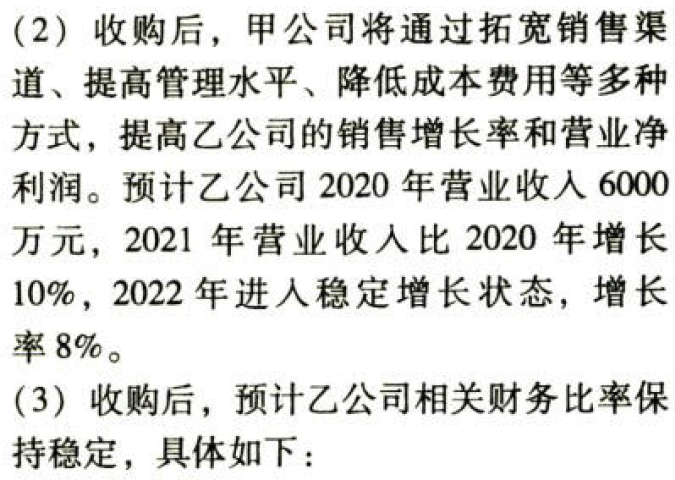 (2) 收购后，甲公司将通过拓宽销售渠
道、提高管理水平、降低成本费用等多种
方式，提高乙公司的销售增长率和营业净
利润。预计乙公司 2020 年营业收入 6000
万元，2021 年营业收入比 2020 年增长
10%，2022 年进入稳定增长状态，增长
率 8%。
(3) 收购后，预计乙公司相关财务比率保
持稳定，具体如下：